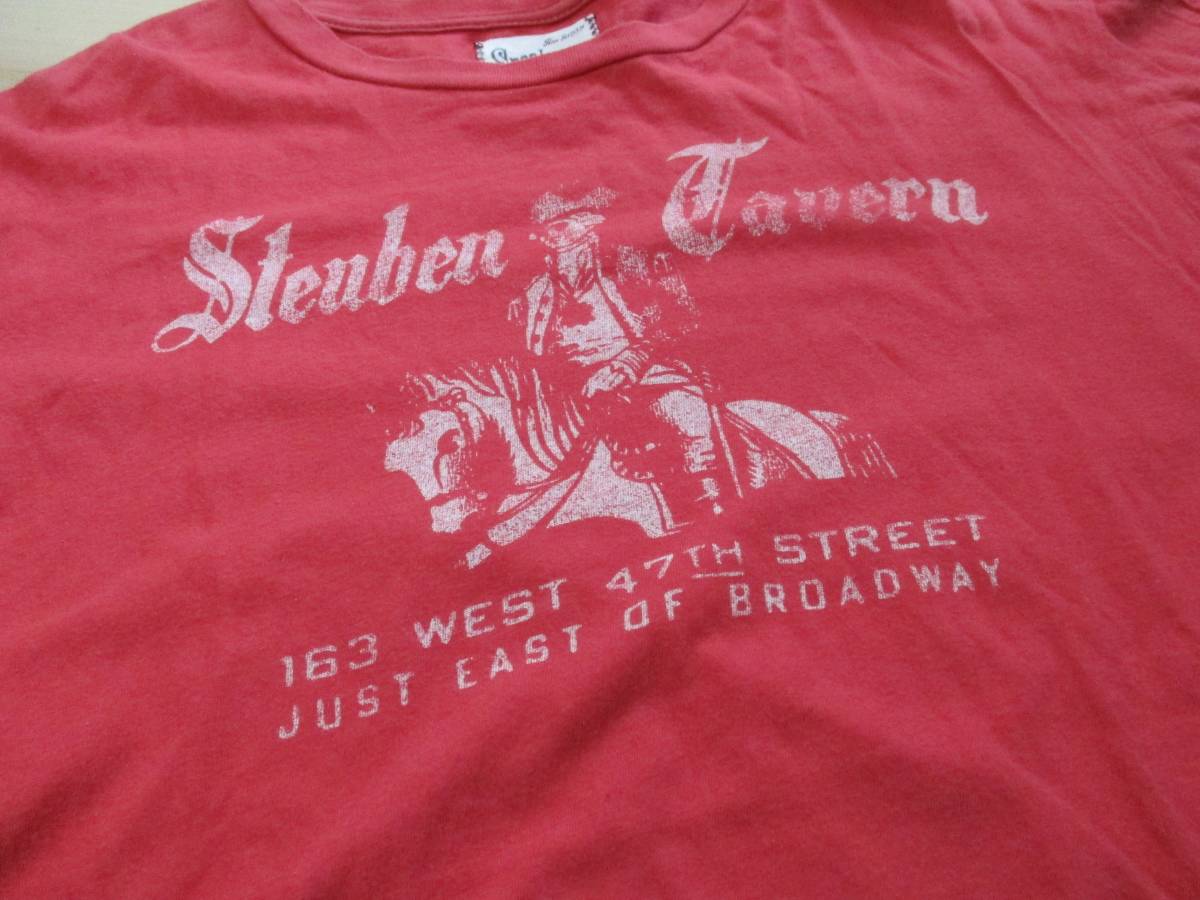 Steuben Tavern
163 WEST 47TH STREET
JUST EAST OF BROADWAY